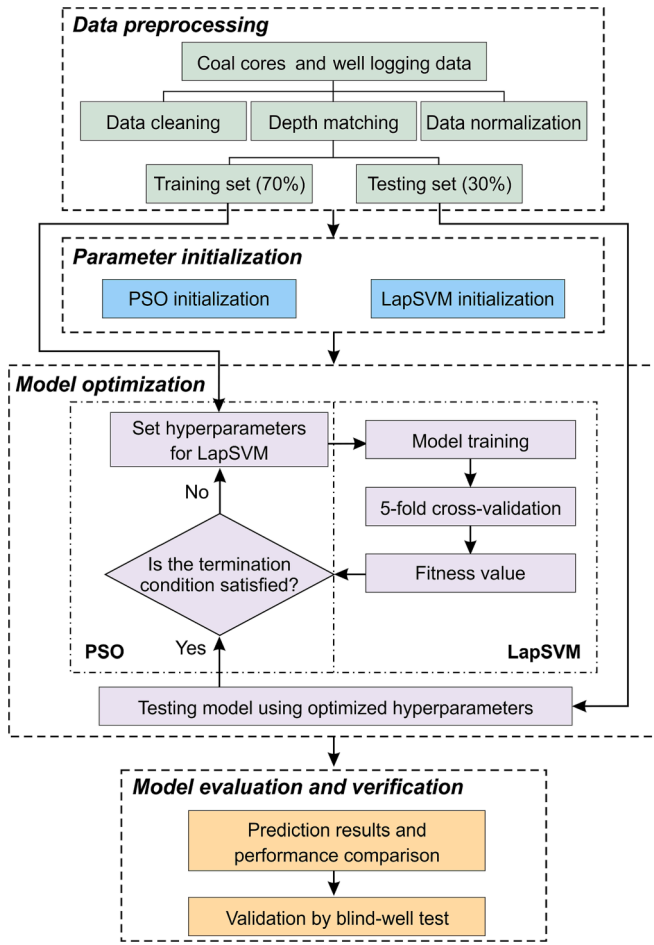 Data preprocessing
Coal cores and well logging data
Data cleaning
Depth matching
Data normalization
Training set (70%)
Testing set (30%)
Parameter initialization
PSO initialization
LapSVM initialization
Model optimization
Set hyperparameters
for LapSVM
Model training
No
5-fold cross-validation
Is the termination
condition satisfied?
Fitness value
Yes
PSO
LapSVM
Testing model using optimized hyperparameters
Model evaluation and verification
Prediction results and
performance comparison
Validation by blind-well test